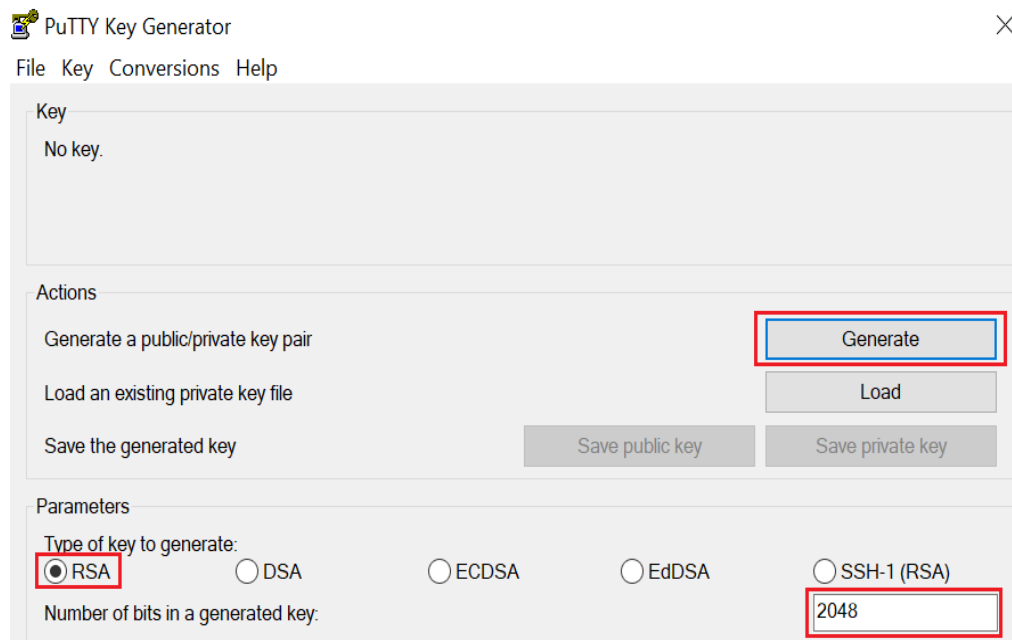 PuTTY Key Generator
File Key Conversions Help
Key
No key.
Actions
Generate a public/private key pair
Generate
Load an existing private key file
Load
Save the generated key
Save public key
Save private key
Parameters
Type of key to generate:
RSA DSA ECDSA EdDSA SSH-1 (RSA)
Number of bits in a generated key:
2048